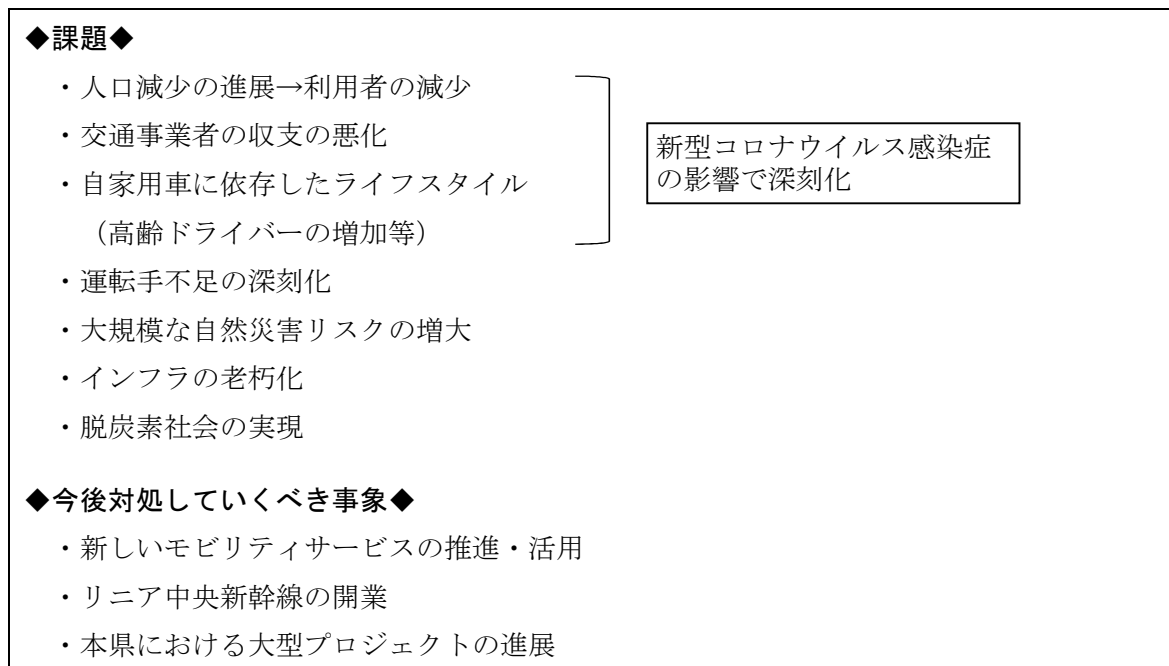 ◆課題◆
・人口減少の進展→利用者の減少
・交通事業者の収支の悪化
・自家用車に依存したライフスタイル
（高齢ドライバーの増加等）
新型コロナウイルス感染症
の影響で深刻化
・運転手不足の深刻化
・大規模な自然災害リスクの増大
・インフラの老朽化
・脱炭素社会の実現
◆今後対処していくべき事象◆
・新しいモビリティサービスの推進・活用
・リニア中央新幹線の開業
・本県における大型プロジェクトの進展